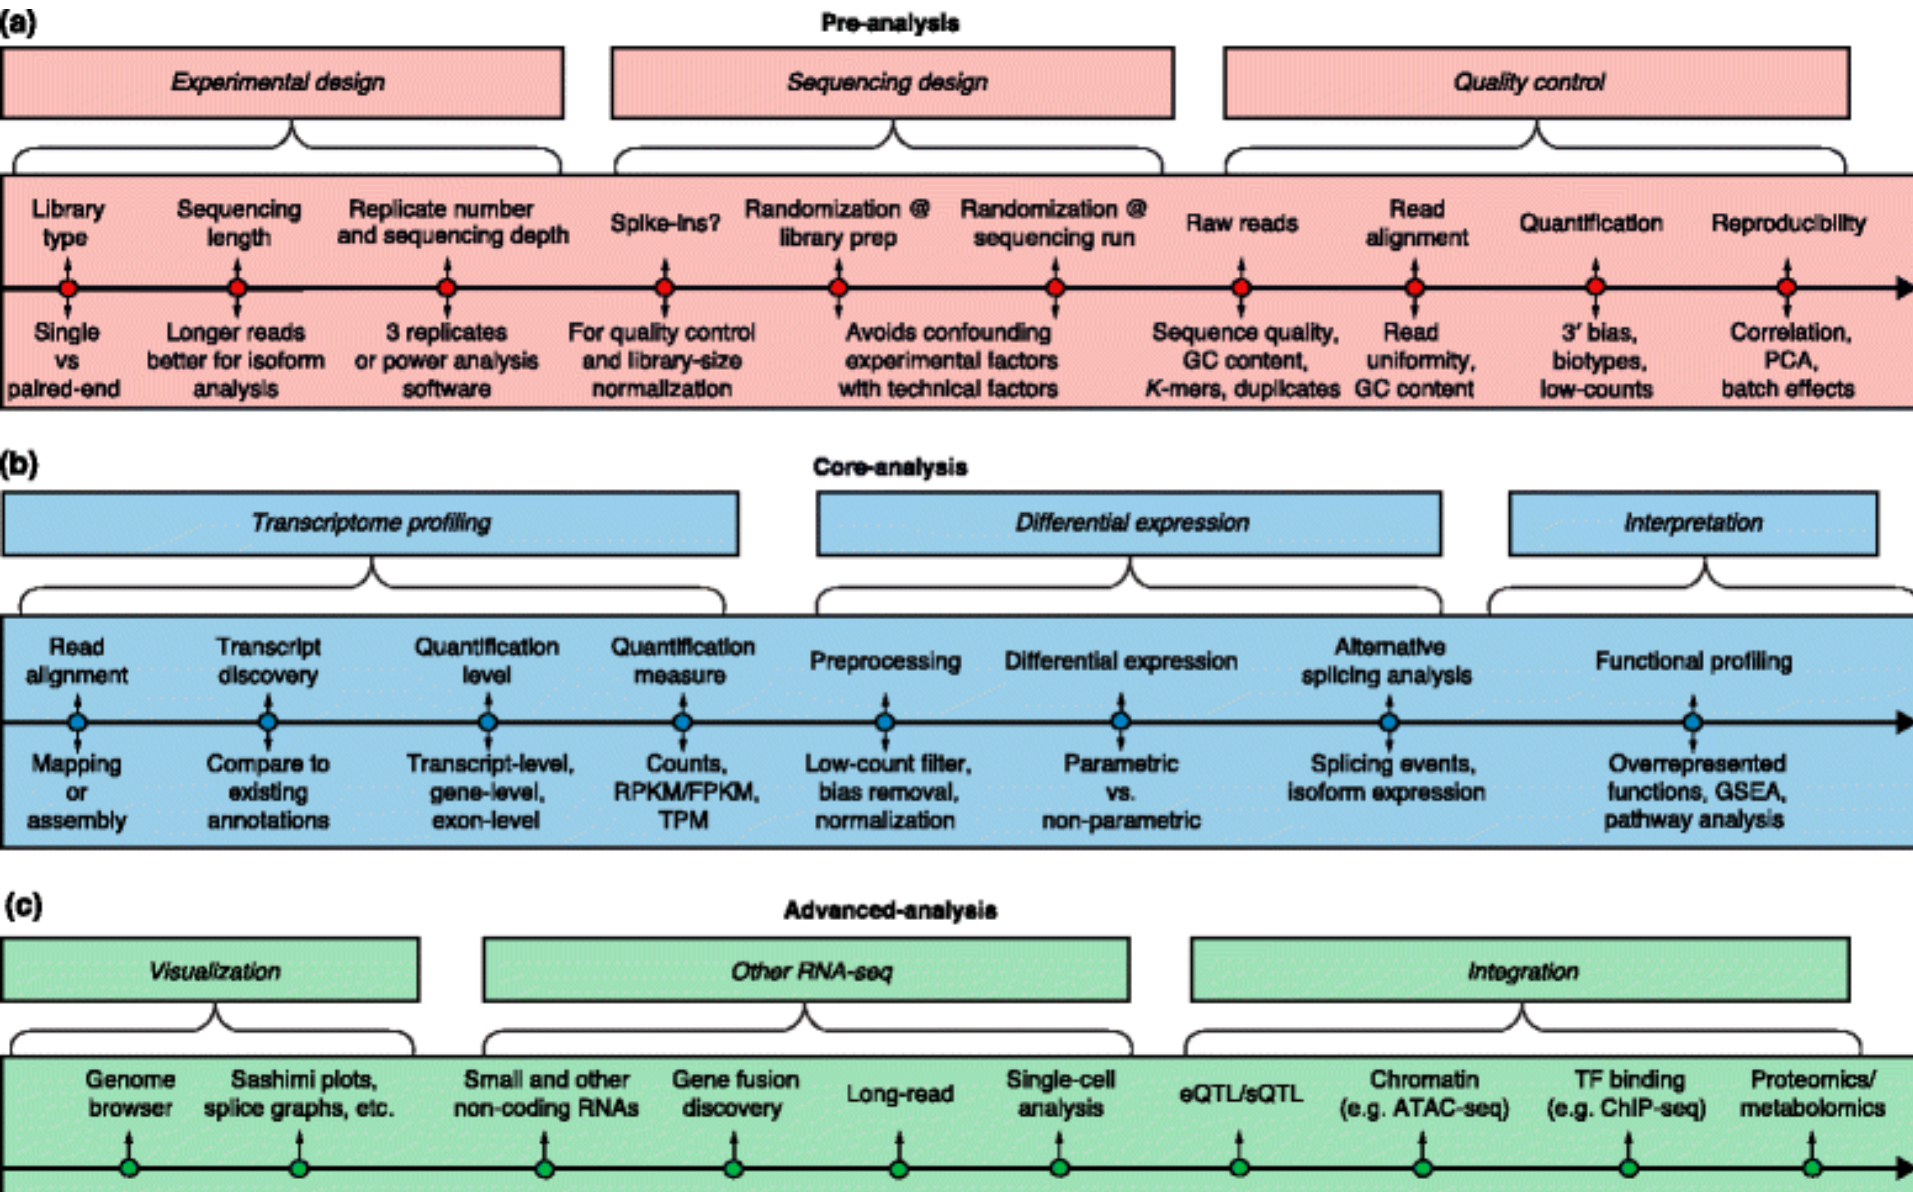 (a)
Pre-analysis
Experimental design
Sequencing design
Quality control
Library
type
Sequencing
length
Replicate number
and sequencing depth
Spike-ins?
Randomization @
library prep
Randomization @
sequencing run
Raw reads
Read
alignment
Quantification
Reproducibility
Single
vs
paired-end
Longer reads
better for isoform
analysis
3 replicates
or power analysis
software
For quality control
and library-size
normalization
Avoids confounding
experimental factors
with technical factors
Sequence quality,
GC content,
K-mers, duplicates
Read
uniformity,
GC content
3′ bias,
biotypes,
low-counts
Correlation,
PCA,
batch effects
(b)
Core-analysis
Transcriptome profiling
Differential expression
Interpretation
Read
alignment
Transcript
discovery
Quantification
level
Quantification
measure
Preprocessing
Differential expression
Alternative
splicing analysis
Functional profiling
Mapping
or
assembly
Compare to
existing
annotations
Transcript-level,
gene-level,
exon-level
Counts,
RPKM/FPKM,
TPM
Low-count filter,
bias removal,
normalization
Parametric
vs.
non-parametric
Splicing events,
isoform expression
Overrepresented
functions, GSEA,
pathway analysis
(c)
Advanced-analysis
Visualization
Other RNA-seq
Integration
Genome
browser
Sashimi plots,
splice graphs, etc.
Small and other
non-coding RNAs
Gene fusion
discovery
Long-read
Single-cell
analysis
eQTL/sQTL
Chromatin
(e.g. ATAC-seq)
TF binding
(e.g. ChIP-seq)
Proteomics/
metabolomics